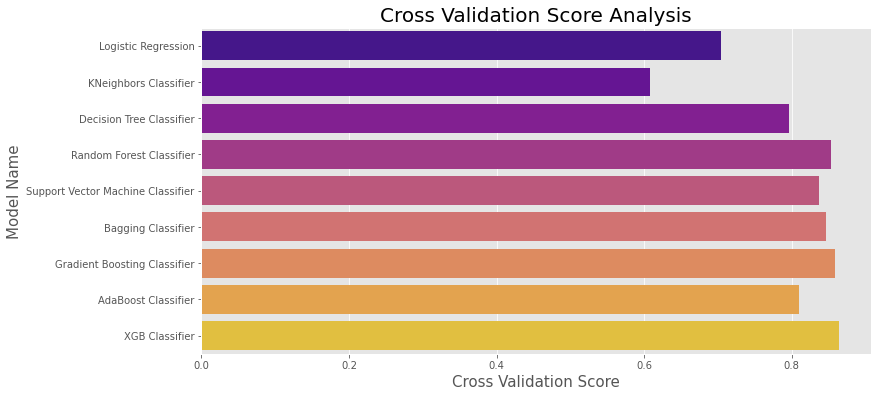 Cross Validation Score Analysis
Model Name
Logistic Regression
KNeighbors Classifier
Decision Tree Classifier
Random Forest Classifier
Support Vector Machine Classifier
Bagging Classifier
Gradient Boosting Classifier
AdaBoost Classifier
XGB Classifier
0.0 0.2 0.4 0.6 0.8
Cross Validation Score